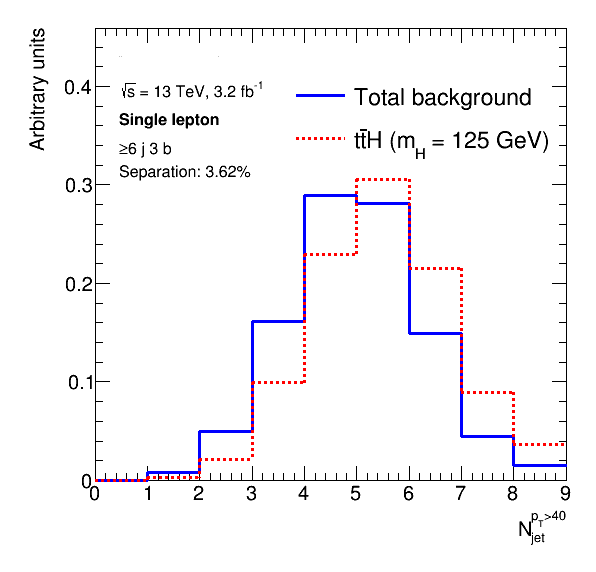 Arbitrary units
0.4
0.3
0.2
0.1
0
√s = 13 TeV, 3.2 fb⁻¹
Single lepton
≥6 j 3 b
Separation: 3.62%
Total background
tt̄H (m_H = 125 GeV)
0 1 2 3 4 5 6 7 8 9
N_jet^{p_T>40}